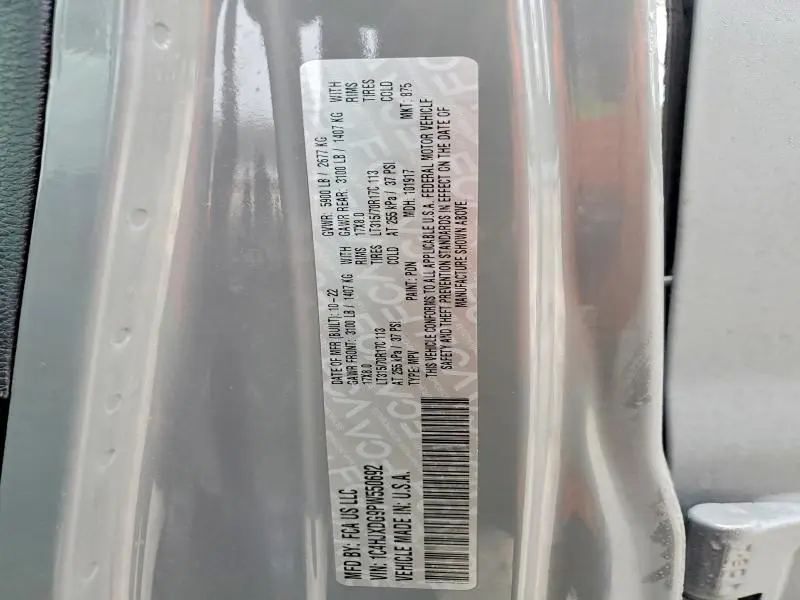 MFD BY: FCA US LLC
VIN: 1C4HJXDG9PW550692
VEHICLE MADE IN: U.S.A.
DATE OF MFR (BUILT): 10-22 GVWR: 5900 LB / 2677 KG
GAWR FRONT: 3100 LB / 1407 KG WITH GAWR REAR: 3100 LB / 1407 KG WITH
17X8.0 RIMS 17X8.0 RIMS
LT315/70R17C 113 TIRES LT315/70R17C 113 TIRES
AT 255 kPa / 37 PSI COLD AT 255 kPa / 37 PSI COLD
TYPE: MPV PAINT: PDN MDH: 101917 MKT: 875
THIS VEHICLE CONFORMS TO ALL APPLICABLE U.S.A. FEDERAL MOTOR VEHICLE
SAFETY AND THEFT PREVENTION STANDARDS IN EFFECT ON THE DATE OF
MANUFACTURE SHOWN ABOVE